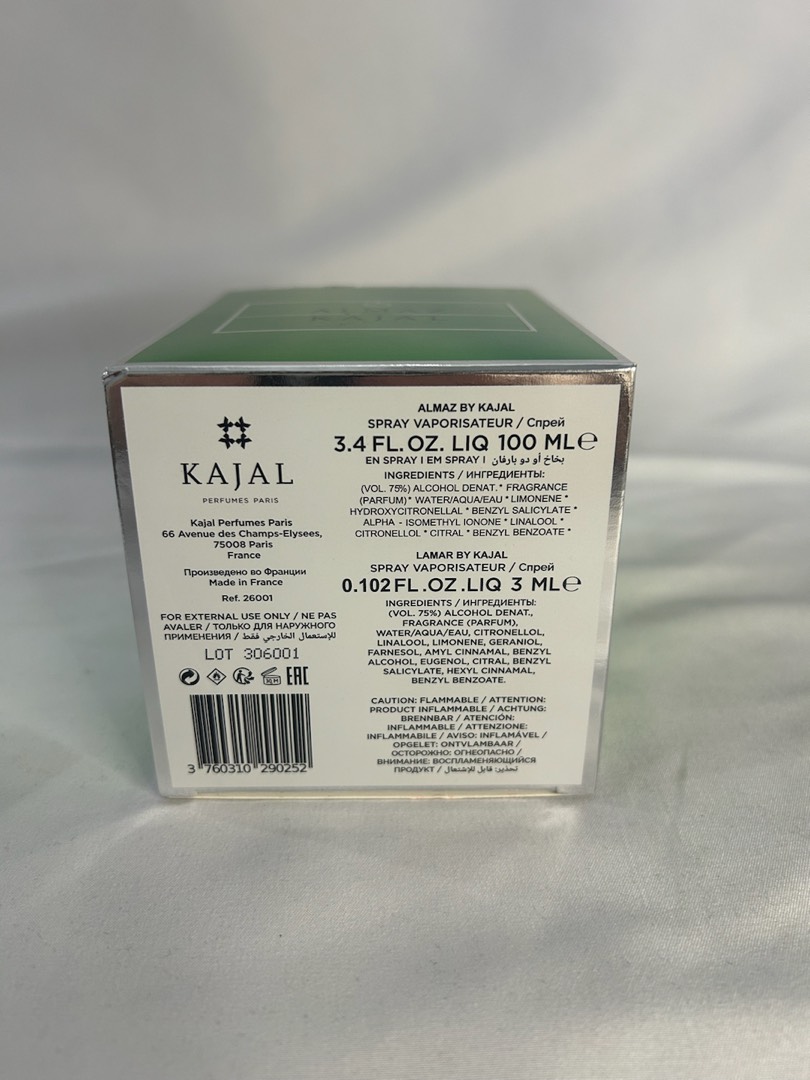 KAJAL
KAJAL
PERFUMES PARIS
Kajal Perfumes Paris
66 Avenue des Champs-Elysees,
75008 Paris
France
Произведено во Франции
Made in France
Ref. 26001
FOR EXTERNAL USE ONLY / NE PAS
AVALER / ТОЛЬКО ДЛЯ НАРУЖНОГО
ПРИМЕНЕНИЯ / للإستعمال الخارجي فقط
LOT 306001
12M
EAC
3 760310 290252
ALMAZ BY KAJAL
SPRAY VAPORISATEUR / Спрей
3.4 FL. OZ. LIQ 100 ML℮
EN SPRAY I EM SPRAY I بخاخ أو دو بارفان
INGREDIENTS / ИНГРЕДИЕНТЫ:
(VOL. 75%) ALCOHOL DENAT.* FRAGRANCE
(PARFUM)* WATER/AQUA/EAU * LIMONENE *
HYDROXYCITRONELLAL * BENZYL SALICYLATE *
ALPHA - ISOMETHYL IONONE * LINALOOL *
CITRONELLOL * CITRAL * BENZYL BENZOATE *
LAMAR BY KAJAL
SPRAY VAPORISATEUR / Спрей
0.102 FL .OZ .LIQ 3 ML℮
INGREDIENTS / ИНГРЕДИЕНТЫ:
(VOL. 75%) ALCOHOL DENAT.,
FRAGRANCE (PARFUM),
WATER/AQUA/EAU, CITRONELLOL,
LINALOOL, LIMONENE, GERANIOL,
FARNESOL, AMYL CINNAMAL, BENZYL
ALCOHOL, EUGENOL, CITRAL, BENZYL
SALICYLATE, HEXYL CINNAMAL,
BENZYL BENZOATE.
CAUTION: FLAMMABLE / ATTENTION:
PRODUCT INFLAMMABLE / ACHTUNG:
BRENNBAR / ATENCIÓN:
INFLAMMABLE / ATTENZIONE:
INFLAMMABILE / AVISO: INFLAMÁVEL /
OPGELET: ONTVLAMBAAR /
ОСТОРОЖНО: ОГНЕОПАСНО /
ВНИМАНИЕ: ВОСПЛАМЕНЯЮЩИЙСЯ
ПРОДУКТ / تحذير: قابل للاشتعال